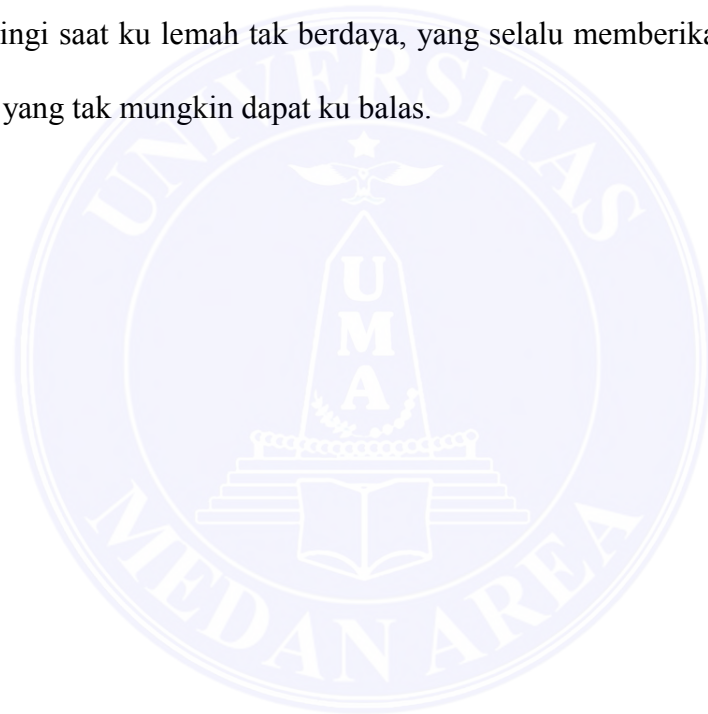 ingi saat ku lemah tak berdaya, yang selalu memberika
yang tak mungkin dapat ku balas.
UNIVERSITAS
UMA
MEDAN AREA